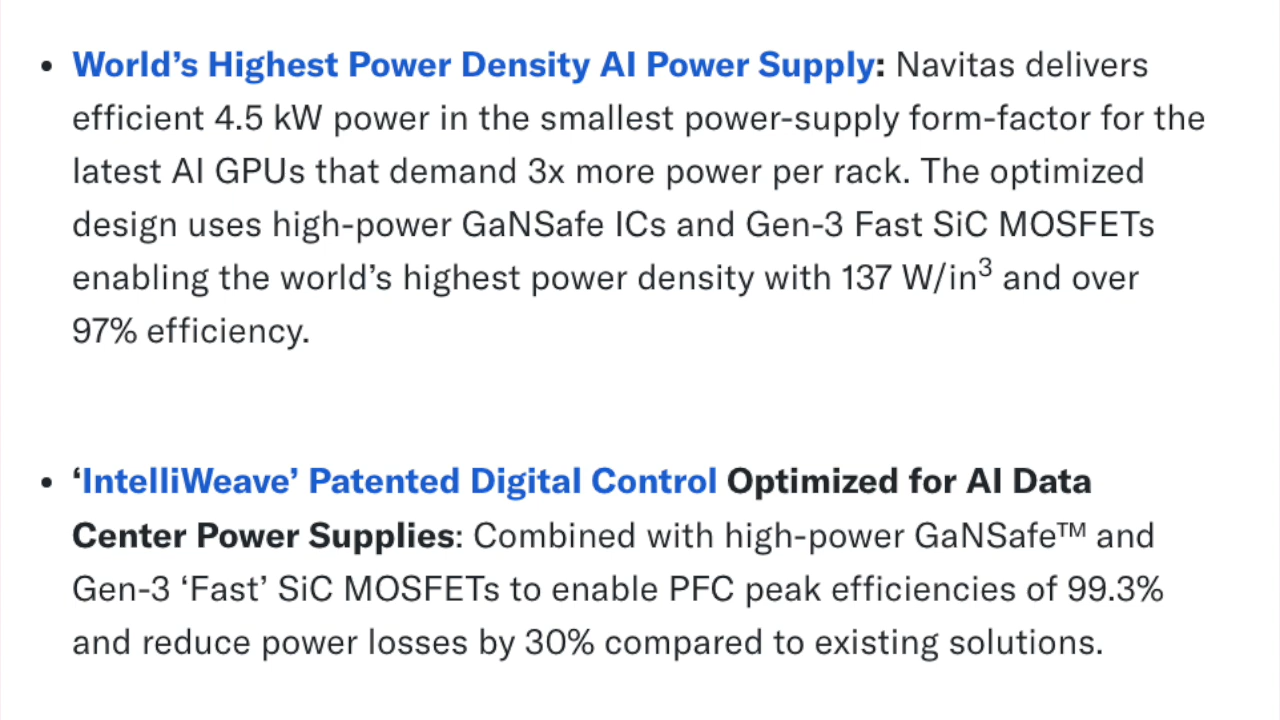 • World’s Highest Power Density AI Power Supply: Navitas delivers
efficient 4.5 kW power in the smallest power-supply form-factor for the
latest AI GPUs that demand 3x more power per rack. The optimized
design uses high-power GaNSafe ICs and Gen-3 Fast SiC MOSFETs
enabling the world’s highest power density with 137 W/in³ and over
97% efficiency.
• ‘IntelliWeave’ Patented Digital Control Optimized for AI Data
Center Power Supplies: Combined with high-power GaNSafe™ and
Gen-3 ‘Fast’ SiC MOSFETs to enable PFC peak efficiencies of 99.3%
and reduce power losses by 30% compared to existing solutions.